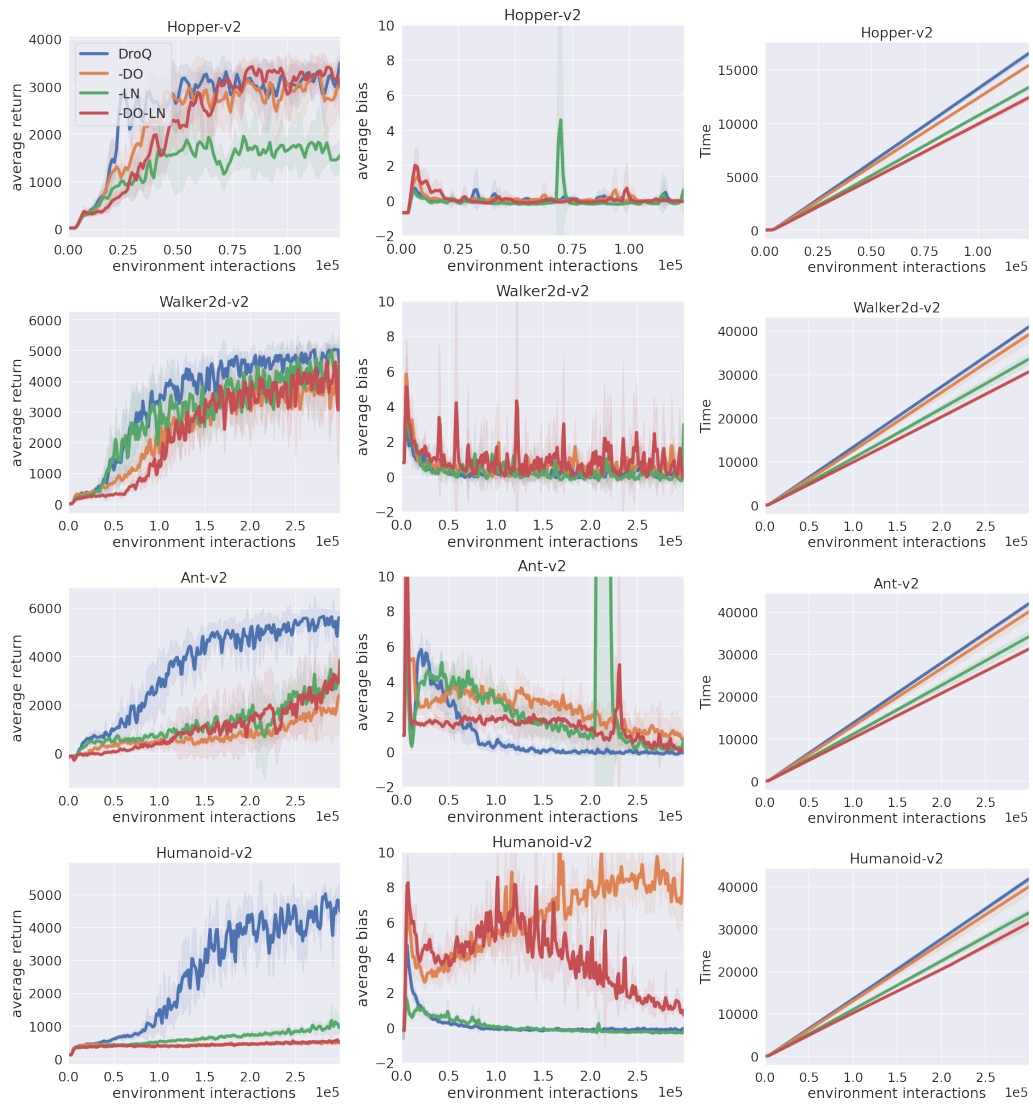 Hopper-v2
average return
4000
3000
2000
1000
0
DroQ
-DO
-LN
-DO-LN
0.00 0.25 0.50 0.75 1.00
environment interactions 1e5
Hopper-v2
average bias
10
8
6
4
2
0
−2
0.00 0.25 0.50 0.75 1.00
environment interactions 1e5
Hopper-v2
Time
15000
10000
5000
0
0.00 0.25 0.50 0.75 1.00
environment interactions 1e5
Walker2d-v2
average return
6000
5000
4000
3000
2000
1000
0
0.0 0.5 1.0 1.5 2.0 2.5
environment interactions 1e5
Walker2d-v2
average bias
10
8
6
4
2
0
−2
0.0 0.5 1.0 1.5 2.0 2.5
environment interactions 1e5
Walker2d-v2
Time
40000
30000
20000
10000
0
0.0 0.5 1.0 1.5 2.0 2.5
environment interactions 1e5
Ant-v2
average return
6000
4000
2000
0
0.0 0.5 1.0 1.5 2.0 2.5
environment interactions 1e5
Ant-v2
average bias
10
8
6
4
2
0
−2
0.0 0.5 1.0 1.5 2.0 2.5
environment interactions 1e5
Ant-v2
Time
40000
30000
20000
10000
0
0.0 0.5 1.0 1.5 2.0 2.5
environment interactions 1e5
Humanoid-v2
average return
5000
4000
3000
2000
1000
0
0.0 0.5 1.0 1.5 2.0 2.5
environment interactions 1e5
Humanoid-v2
average bias
10
8
6
4
2
0
−2
0.0 0.5 1.0 1.5 2.0 2.5
environment interactions 1e5
Humanoid-v2
Time
40000
30000
20000
10000
0
0.0 0.5 1.0 1.5 2.0 2.5
environment interactions 1e5